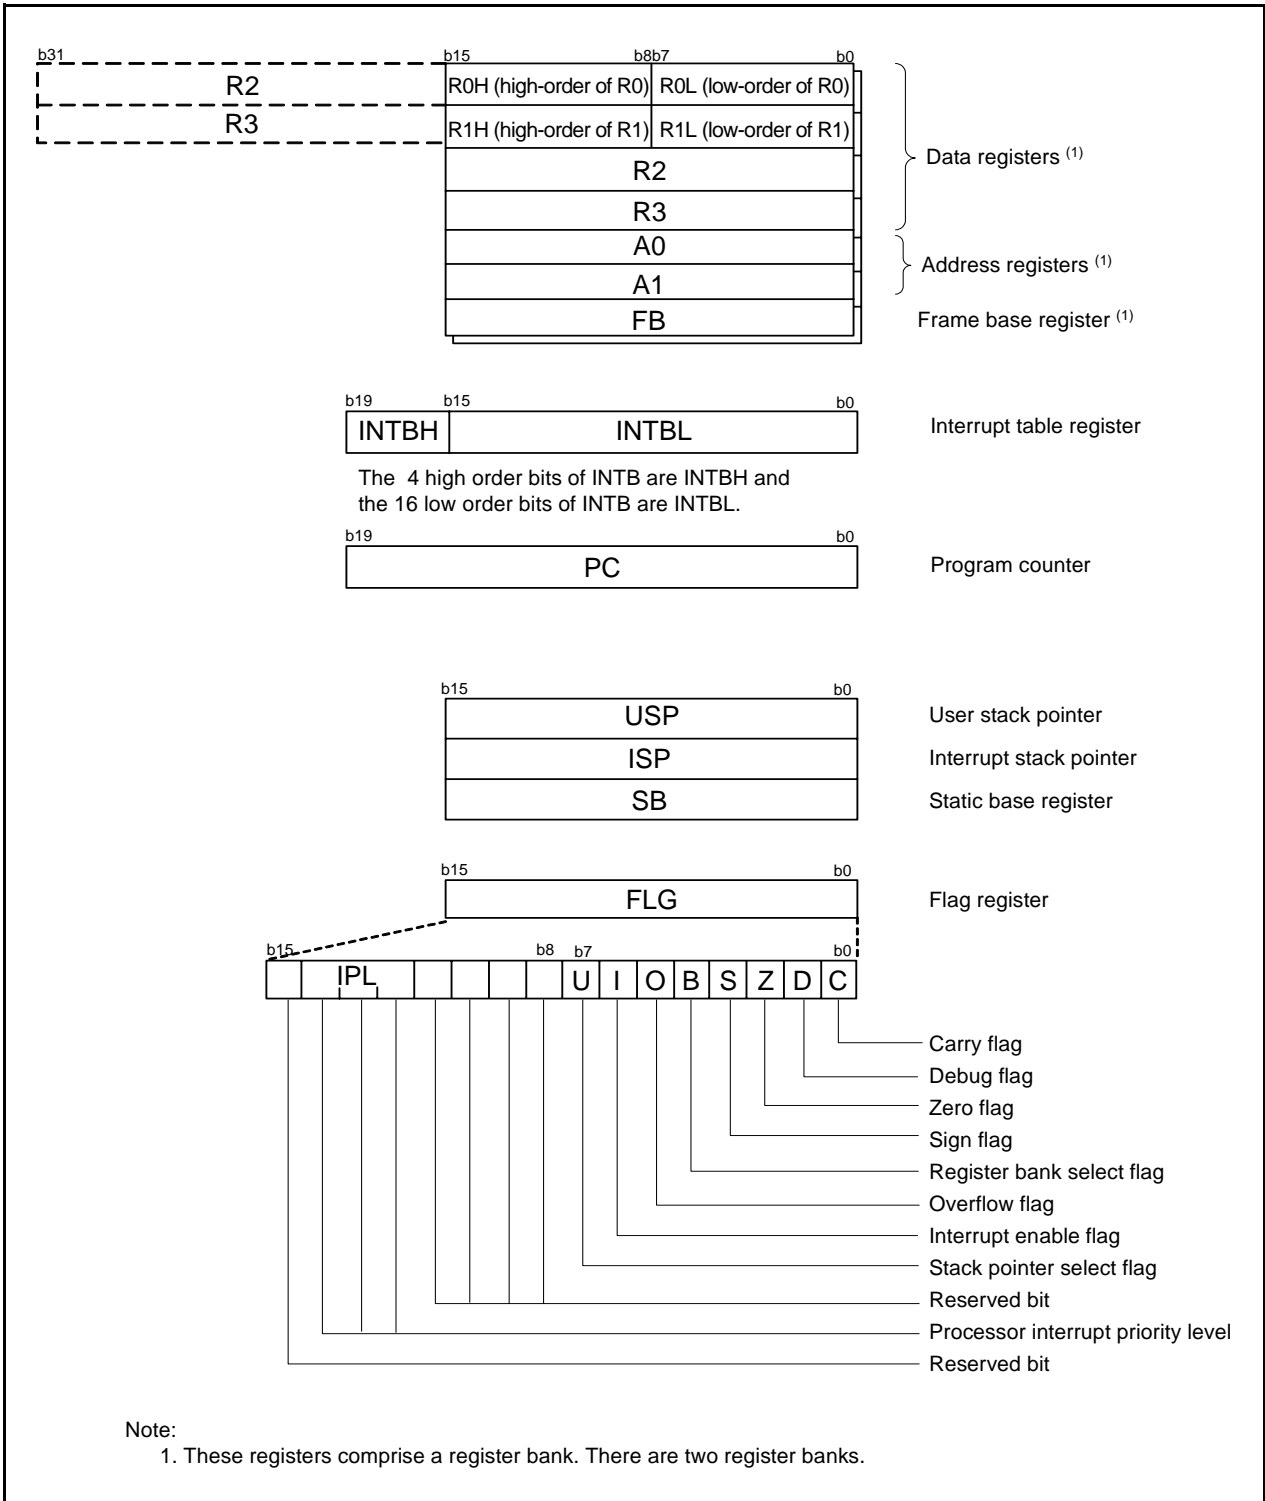 b31 b15 b8b7 b0
R2 R0H (high-order of R0) R0L (low-order of R0)
R3 R1H (high-order of R1) R1L (low-order of R1)
R2
Data registers (1)
R3
A0
Address registers (1)
A1
FB Frame base register (1)
b19 b15 b0
INTBH INTBL Interrupt table register
The 4 high order bits of INTB are INTBH and
the 16 low order bits of INTB are INTBL.
b19 b0
PC Program counter
b15 b0
USP User stack pointer
ISP Interrupt stack pointer
SB Static base register
b15 b0
FLG Flag register
b15 b8 b7 b0
IPL U I O B S Z D C
Carry flag
Debug flag
Zero flag
Sign flag
Register bank select flag
Overflow flag
Interrupt enable flag
Stack pointer select flag
Reserved bit
Processor interrupt priority level
Reserved bit
Note:
1. These registers comprise a register bank. There are two register banks.